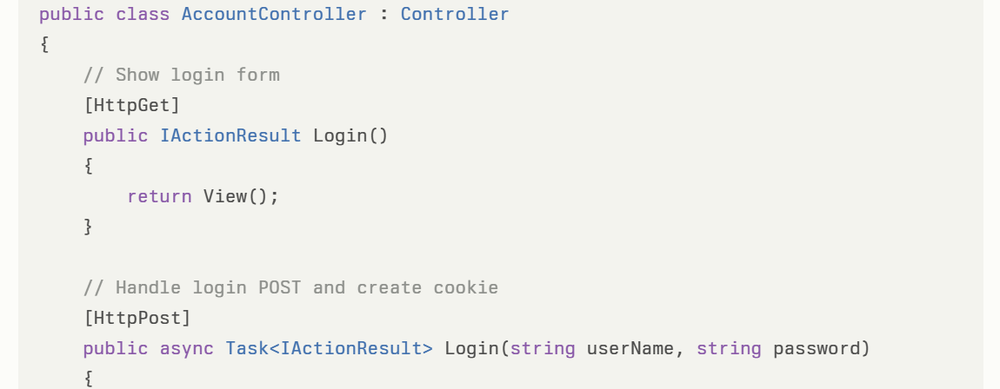 public class AccountController : Controller
{
    // Show login form
    [HttpGet]
    public IActionResult Login()
    {
        return View();
    }

    // Handle login POST and create cookie
    [HttpPost]
    public async Task<IActionResult> Login(string userName, string password)
    {